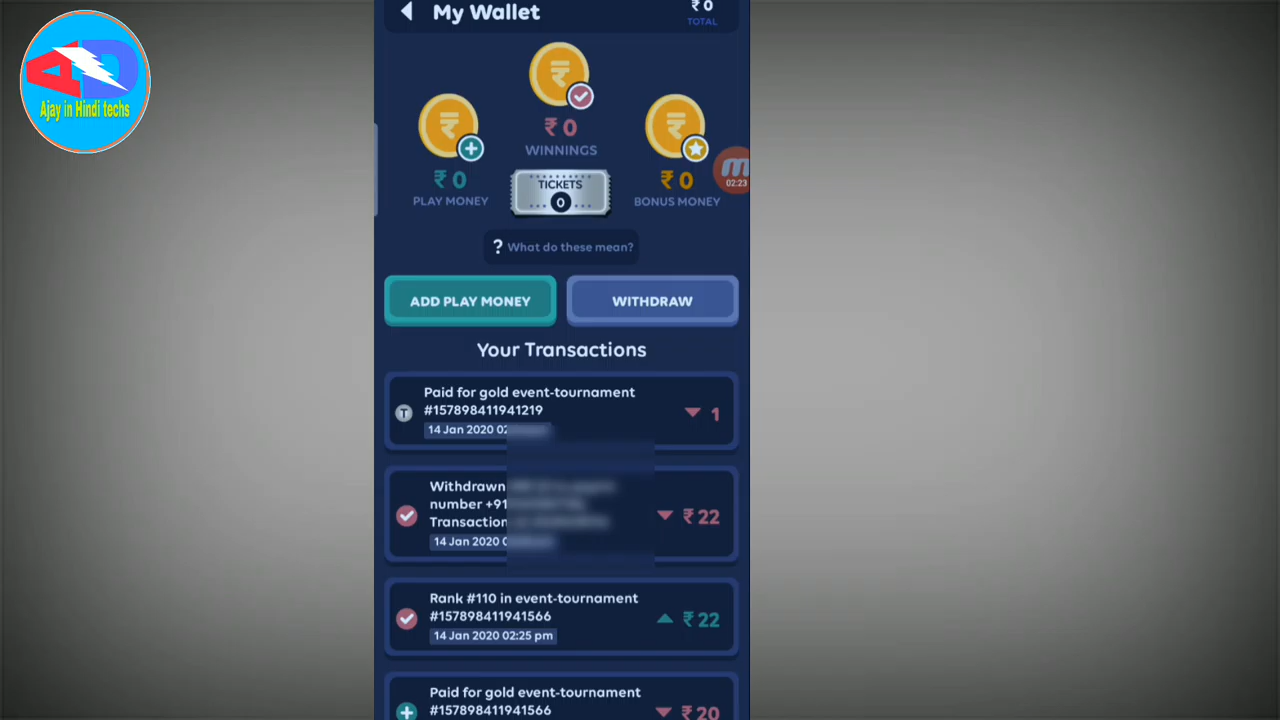 AD
Ajay in Hindi techs
My Wallet
₹ 0
TOTAL
₹ 0
WINNINGS
₹ 0
PLAY MONEY
TICKETS
0
₹ 0
BONUS MONEY
02:23
? What do these mean?
ADD PLAY MONEY
WITHDRAW
Your Transactions
Paid for gold event-tournament
#157898411941219
14 Jan 2020
T
1
Withdrawn
number +91
Transaction
14 Jan 2020
₹ 22
Rank #110 in event-tournament
#157898411941566
14 Jan 2020 02:25 pm
₹ 22
Paid for gold event-tournament
#157898411941566
₹ 20